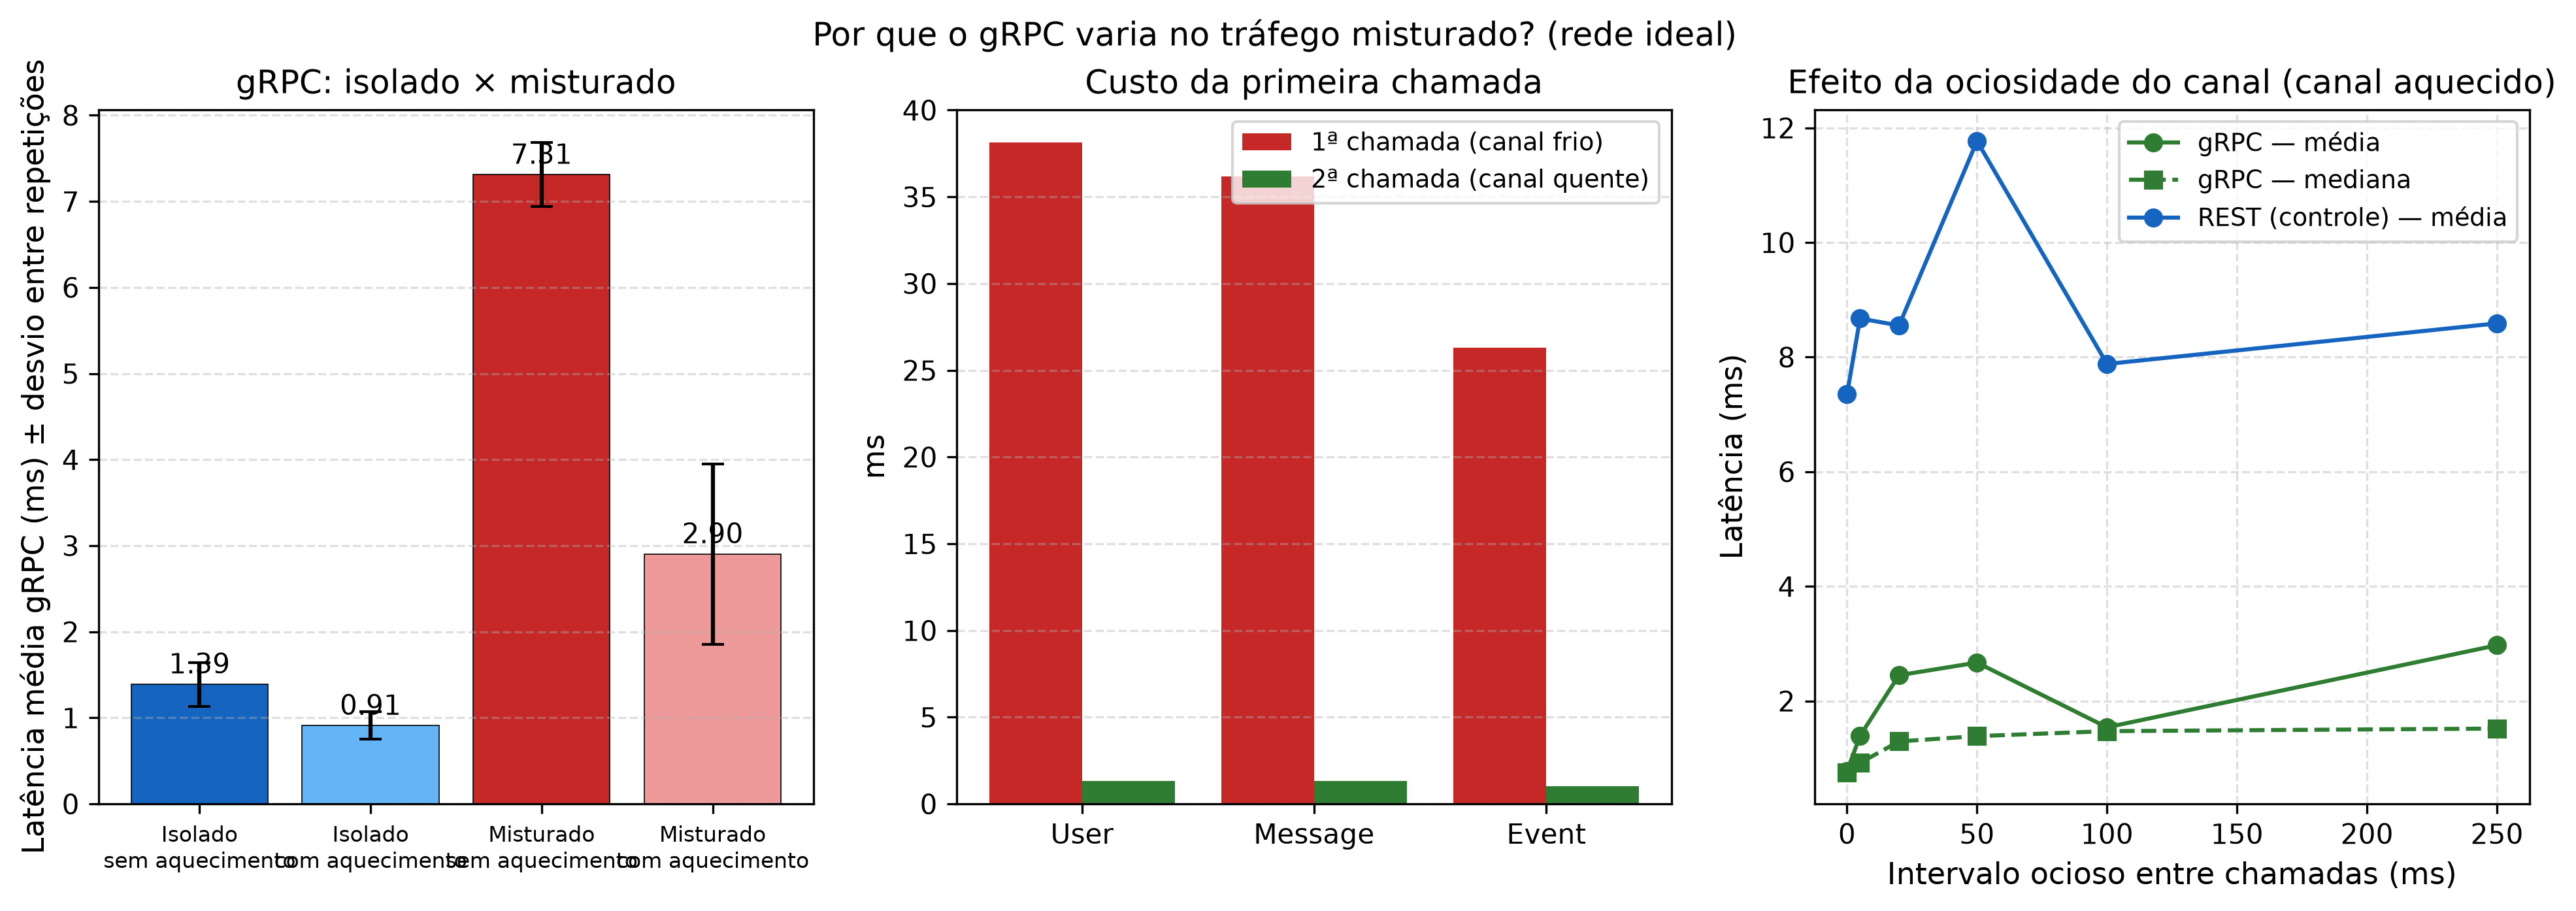 Por que o gRPC varia no tráfego misturado? (rede ideal)
gRPC: isolado × misturado
Latência média gRPC (ms) ± desvio entre repetições
8
7
6
5
4
3
2
1
0
1.39
0.91
7.31
2.90
Isolado
sem aquecimento
Isolado
com aquecimento
Misturado
sem aquecimento
Misturado
com aquecimento
Custo da primeira chamada
ms
40
35
30
25
20
15
10
5
0
1ª chamada (canal frio)
2ª chamada (canal quente)
User
Message
Event
Efeito da ociosidade do canal (canal aquecido)
Latência (ms)
12
10
8
6
4
2
gRPC — média
gRPC — mediana
REST (controle) — média
0
50
100
150
200
250
Intervalo ocioso entre chamadas (ms)